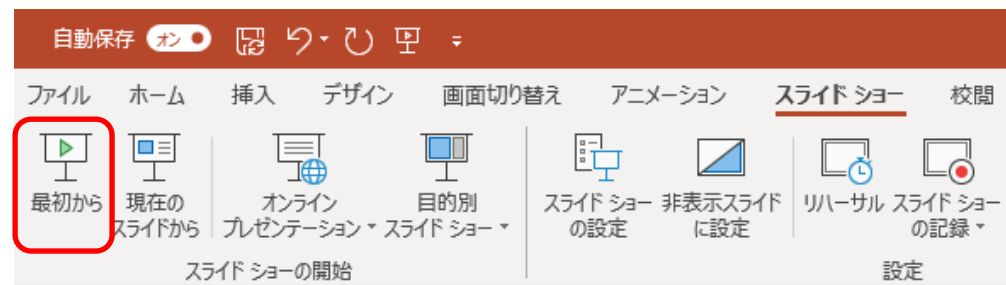 自動保存 オン
ファイル ホーム 挿入 デザイン 画面切り替え アニメーション スライド ショー 校閲
最初から 現在の オンライン 目的別 スライド ショー 非表示スライド リハーサル スライド ショー
スライドから プレゼンテーション スライド ショー の設定 に設定 の記録
スライド ショーの開始 設定